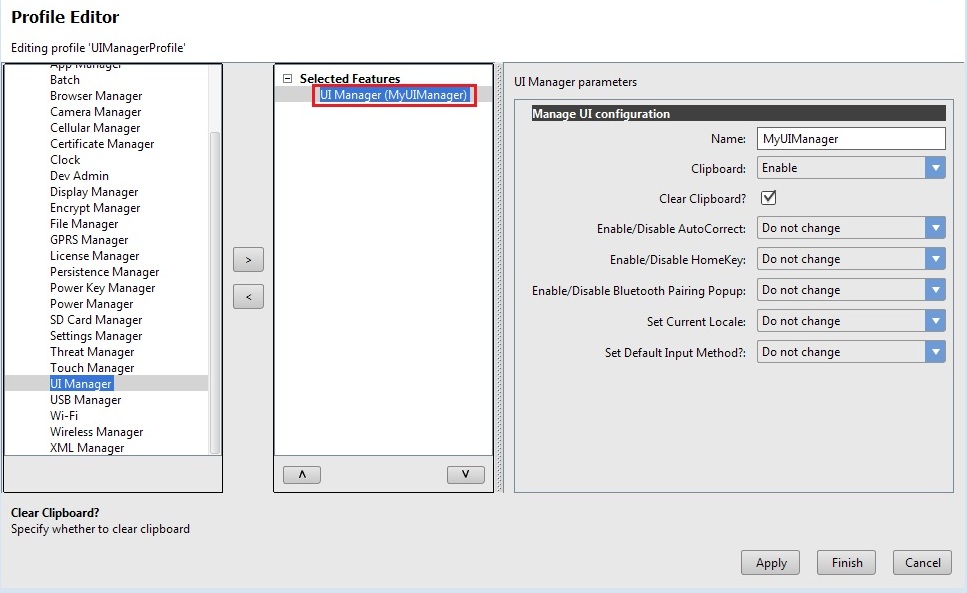 Profile Editor
Editing profile 'UIManagerProfile'
App Manager
Batch
Browser Manager
Camera Manager
Cellular Manager
Certificate Manager
Clock
Dev Admin
Display Manager
Encrypt Manager
File Manager
GPRS Manager
License Manager
Persistence Manager
Power Key Manager
Power Manager
SD Card Manager
Settings Manager
Threat Manager
Touch Manager
UI Manager
USB Manager
Wi-Fi
Wireless Manager
XML Manager
>
<
Selected Features
UI Manager (MyUIManager)
UI Manager parameters
Manage UI configuration
Name: MyUIManager
Clipboard: Enable
Clear Clipboard?
Enable/Disable AutoCorrect: Do not change
Enable/Disable HomeKey: Do not change
Enable/Disable Bluetooth Pairing Popup: Do not change
Set Current Locale: Do not change
Set Default Input Method?: Do not change
Clear Clipboard?
Specify whether to clear clipboard
Apply Finish Cancel